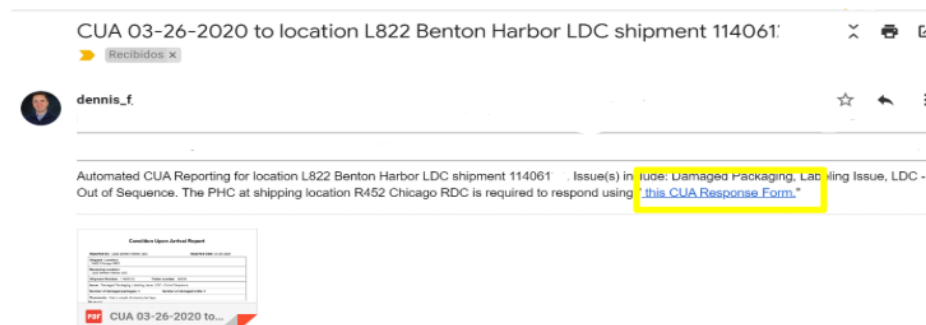 CUA 03-26-2020 to location L822 Benton Harbor LDC shipment 114061
Recibidos ×
dennis_f.
Automated CUA Reporting for location L822 Benton Harbor LDC shipment 114061 . Issue(s) include: Damaged Packaging, Labeling Issue, LDC -
Out of Sequence. The PHC at shipping location R452 Chicago RDC is required to respond using "this CUA Response Form."
Condition Upon Arrival Report
PDF CUA 03-26-2020 to...